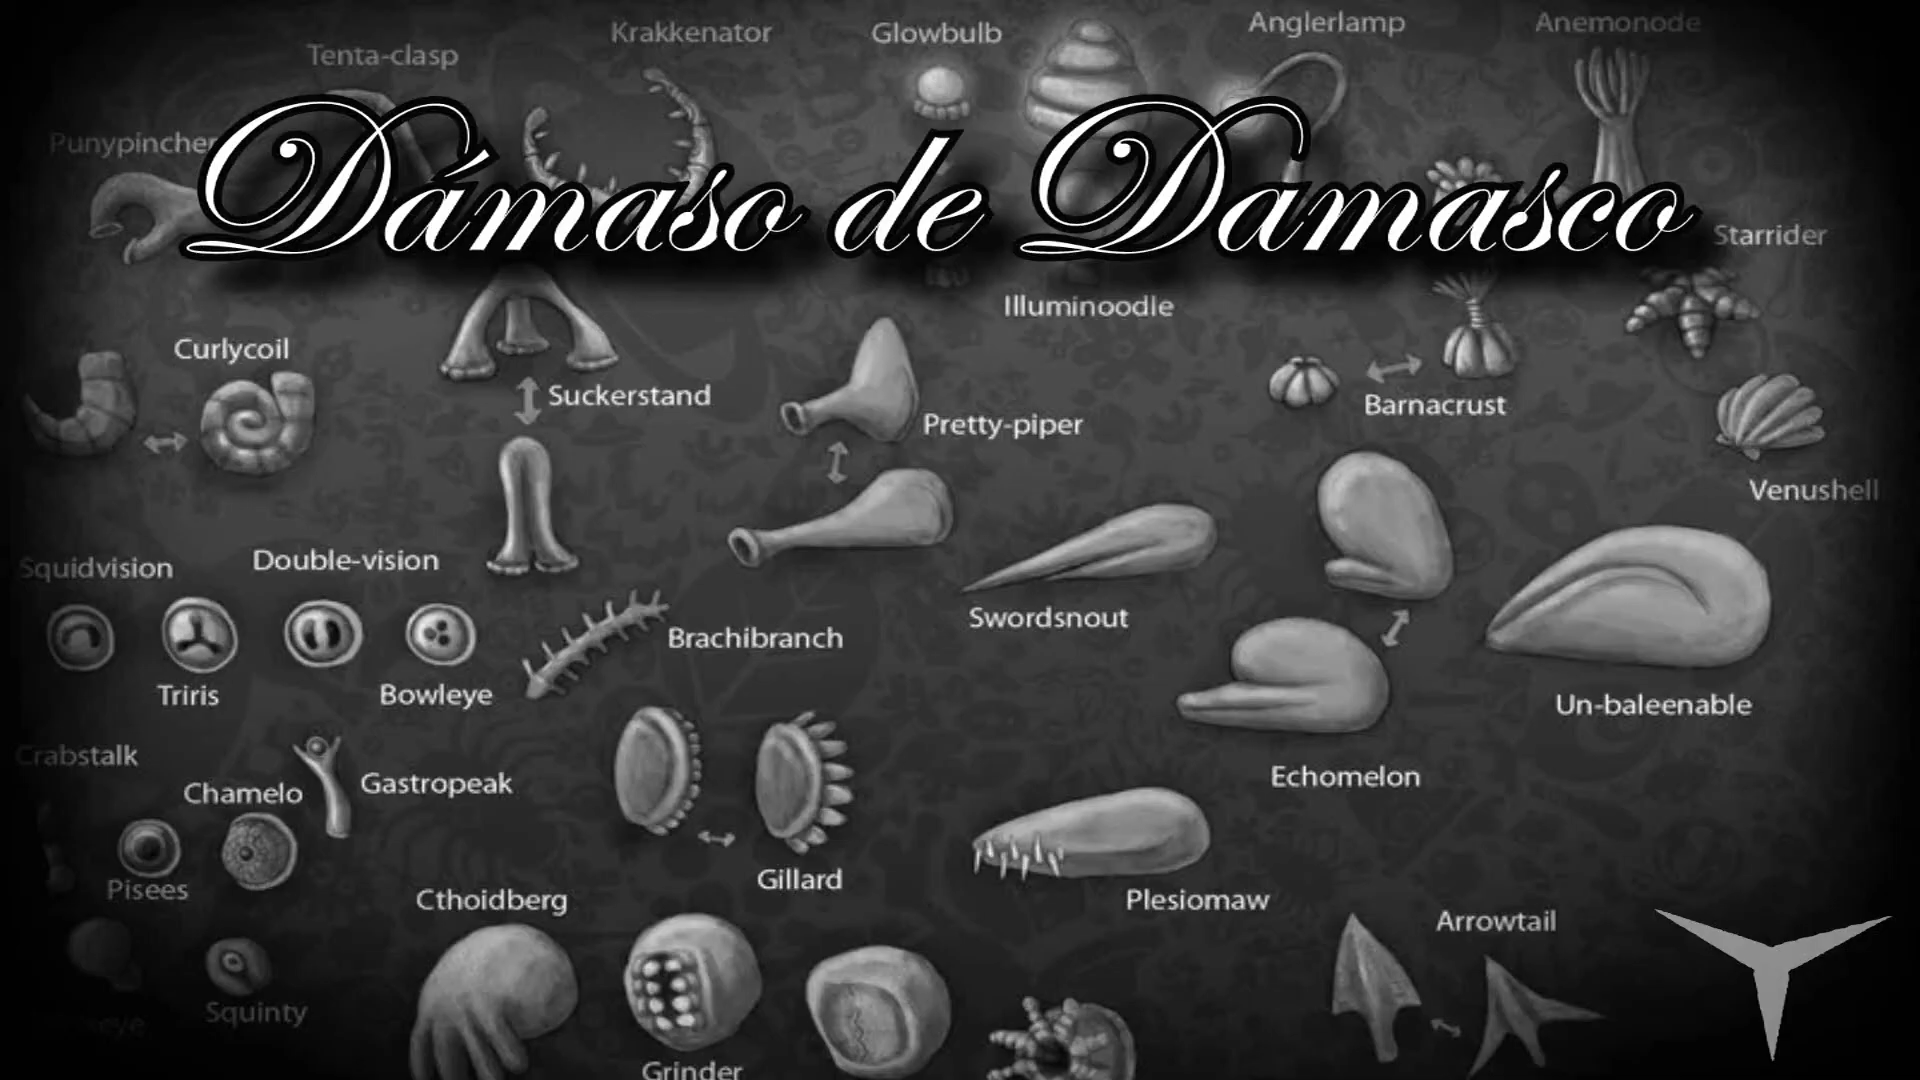 Anglerlamp
Anemonode
Krakkenator
Glowbulb
Tenta-clasp
Punypincher
Dámaso de Damasco
Starrider
Illuminoodle
Curlycoil
Suckerstand
Barnacrust
Pretty-piper
Venushell
Double-vision
Squidvision
Swordsnout
Brachibranch
Triris
Bowleye
Un-baleenable
Crabstalk
Echomelon
Gastropeak
Chamelo
Gillard
Pisees
Cthoidberg
Plesiomaw
Arrowtail
Squinty
Grinder